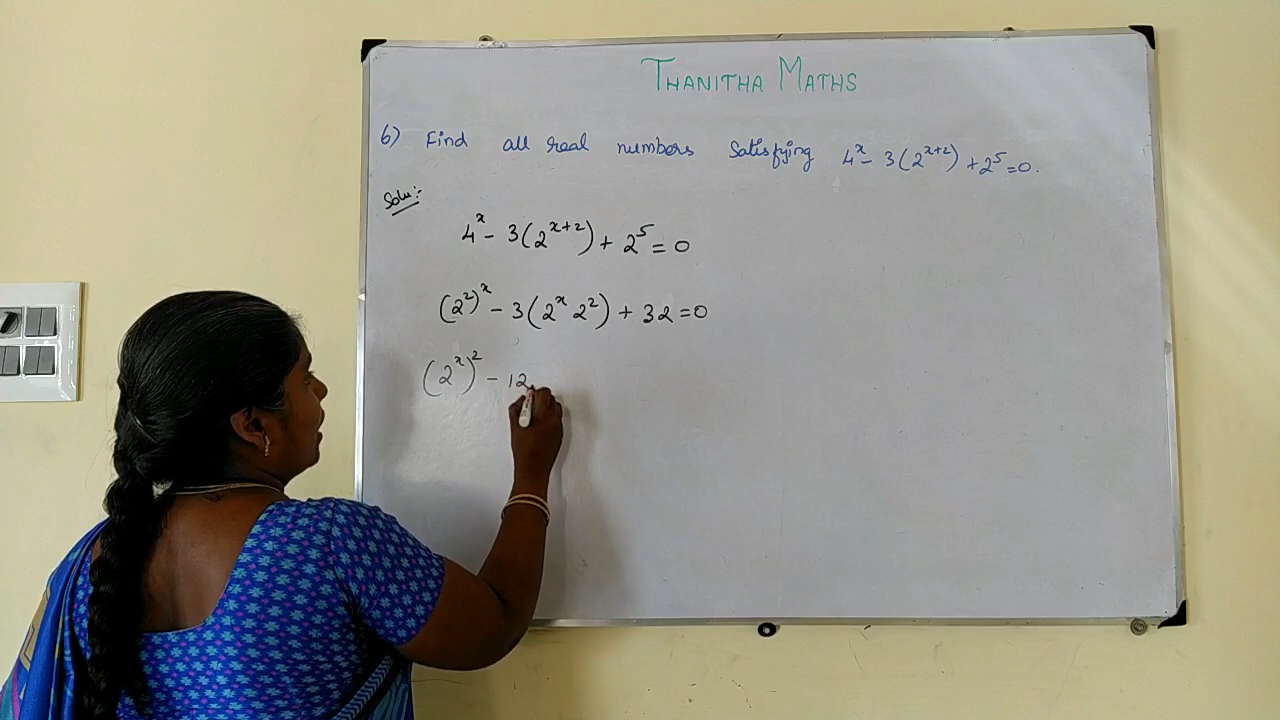 THANITHA MATHS
6) Find all real numbers satisfying 4^x - 3(2^{x+2}) + 2^5 = 0.
Solu:-
4^x - 3(2^{x+2}) + 2^5 = 0
(2^2)^x - 3(2^x 2^2) + 32 = 0
(2^x)^2 - 12